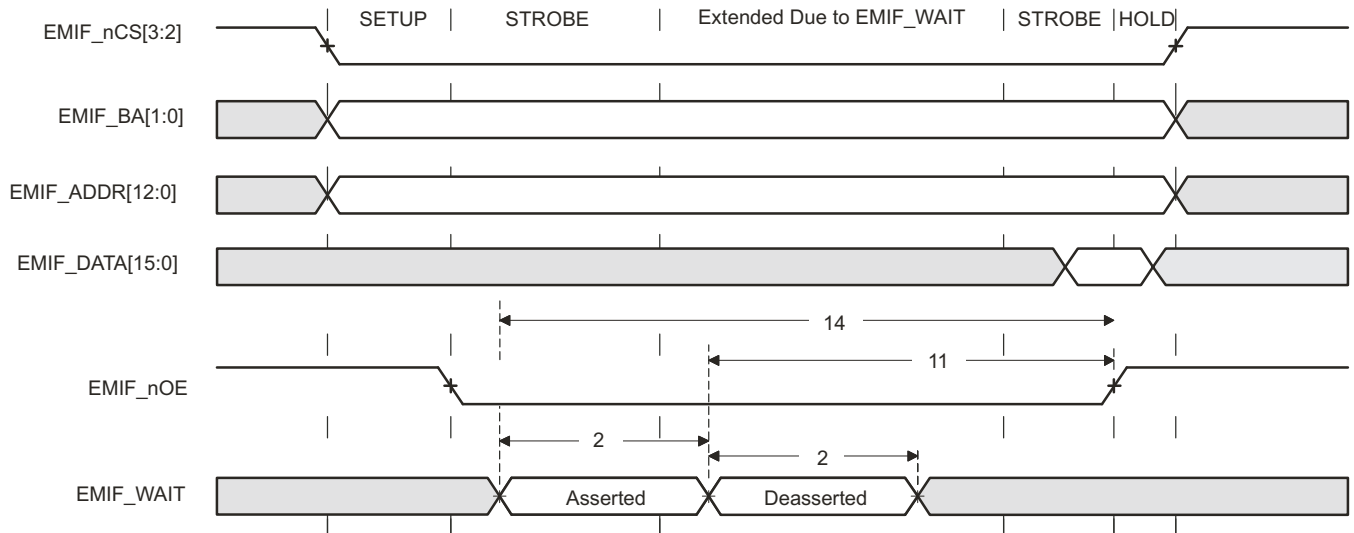 SETUP STROBE Extended Due to EMIF_WAIT STROBE HOLD
EMIF_nCS[3:2]
EMIF_BA[1:0]
EMIF_ADDR[12:0]
EMIF_DATA[15:0]
14
11
EMIF_nOE
2
2
EMIF_WAIT Asserted Deasserted